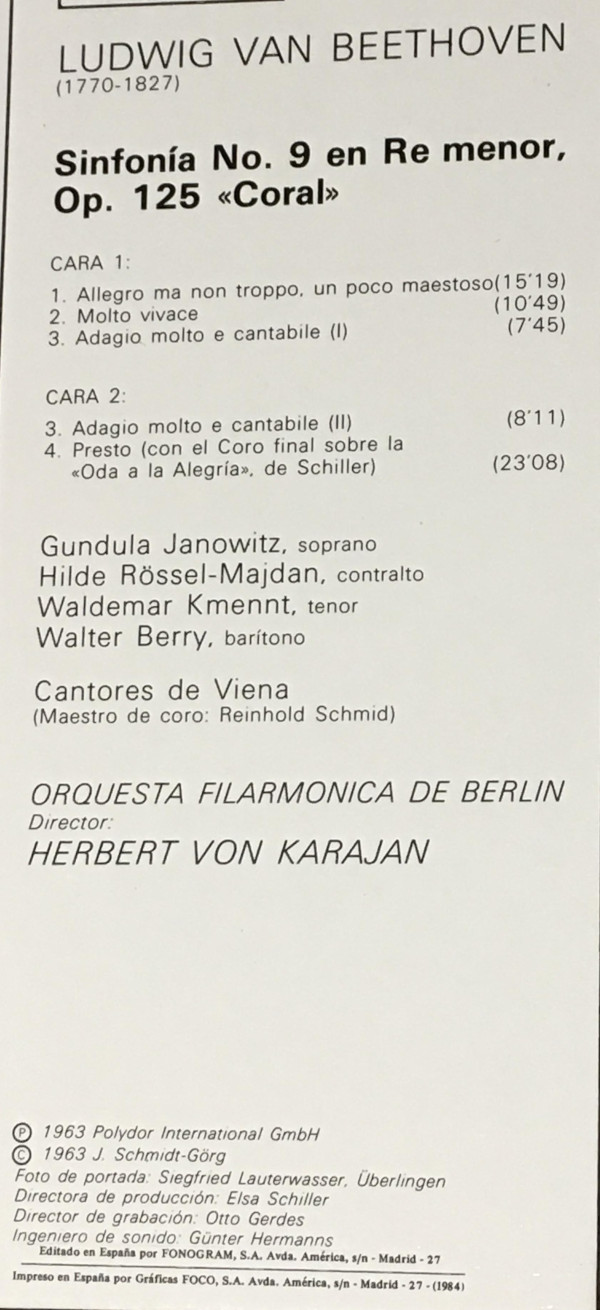 LUDWIG VAN BEETHOVEN
(1770-1827)
Sinfonía No. 9 en Re menor,
Op. 125 «Coral»
CARA 1:
1. Allegro ma non troppo, un poco maestoso(15'19)
2. Molto vivace (10'49)
3. Adagio molto e cantabile (I) (7'45)
CARA 2:
3. Adagio molto e cantabile (II) (8'11)
4. Presto (con el Coro final sobre la
«Oda a la Alegría», de Schiller) (23'08)
Gundula Janowitz, soprano
Hilde Rössel-Majdan, contralto
Waldemar Kmennt, tenor
Walter Berry, barítono
Cantores de Viena
(Maestro de coro: Reinhold Schmid)
ORQUESTA FILARMONICA DE BERLIN
Director:
HERBERT VON KARAJAN
Ⓟ 1963 Polydor International GmbH
© 1963 J. Schmidt-Görg
Foto de portada: Siegfried Lauterwasser, Überlingen
Directora de producción: Elsa Schiller
Director de grabación: Otto Gerdes
Ingeniero de sonido: Günter Hermanns
Editado en España por FONOGRAM, S.A. Avda. América, s/n - Madrid - 27
Impreso en España por Gráficas FOCO, S.A. Avda. América, s/n - Madrid - 27 - (1984)